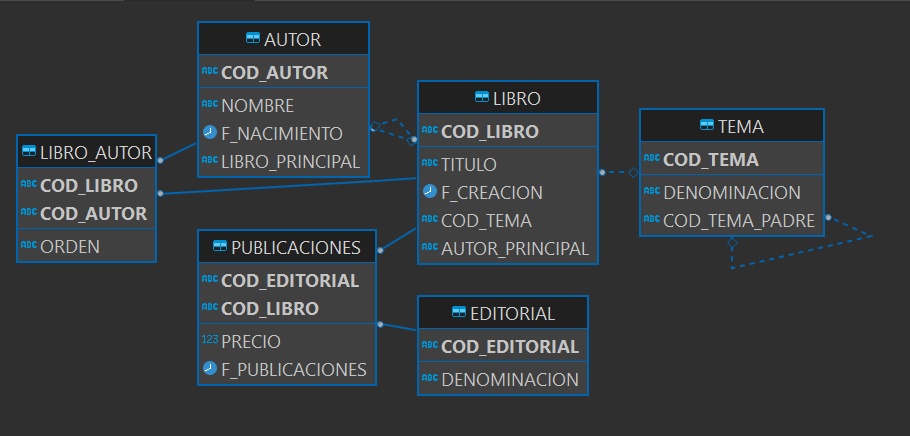 AUTOR
ABC COD_AUTOR
ABC NOMBRE
F_NACIMIENTO
ABC LIBRO_PRINCIPAL
LIBRO
ABC COD_LIBRO
ABC TITULO
F_CREACION
ABC COD_TEMA
ABC AUTOR_PRINCIPAL
TEMA
ABC COD_TEMA
ABC DENOMINACION
ABC COD_TEMA_PADRE
LIBRO_AUTOR
ABC COD_LIBRO
ABC COD_AUTOR
ABC ORDEN
PUBLICACIONES
ABC COD_EDITORIAL
ABC COD_LIBRO
123 PRECIO
F_PUBLICACIONES
EDITORIAL
ABC COD_EDITORIAL
ABC DENOMINACION